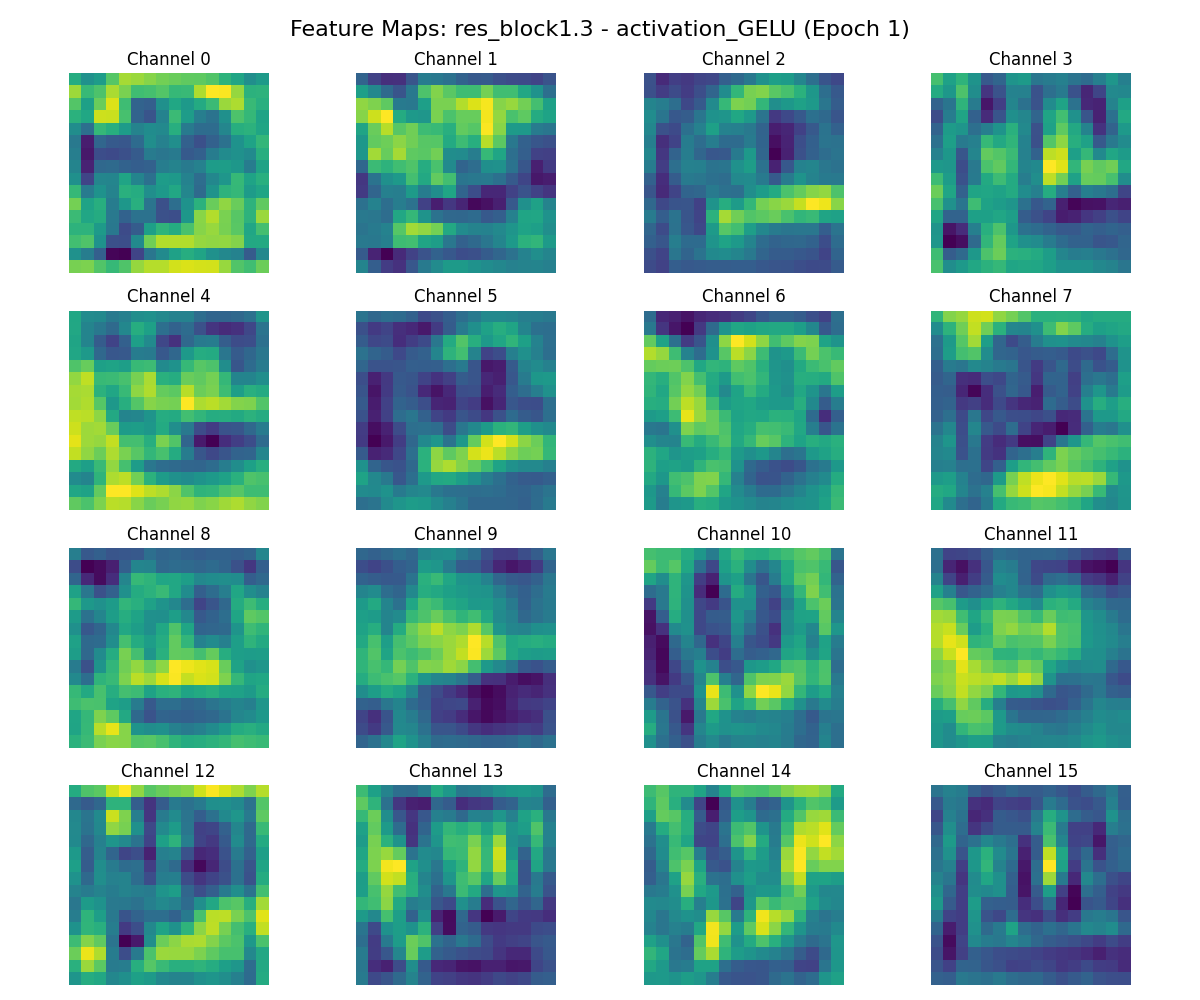 Feature Maps: res_block1.3 - activation_GELU (Epoch 1)
Channel 0 Channel 1 Channel 2 Channel 3
Channel 4 Channel 5 Channel 6 Channel 7
Channel 8 Channel 9 Channel 10 Channel 11
Channel 12 Channel 13 Channel 14 Channel 15